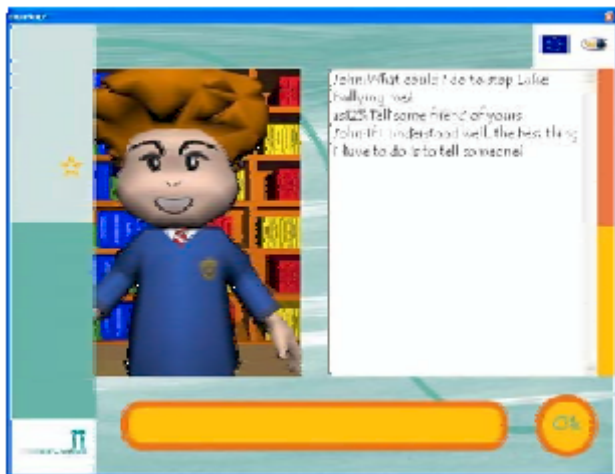 John:What could I do to stop Luke
bullying me?
Tell some friend of yours
John:If I understood well, the best thing
I have to do is to tell someone!
Ok